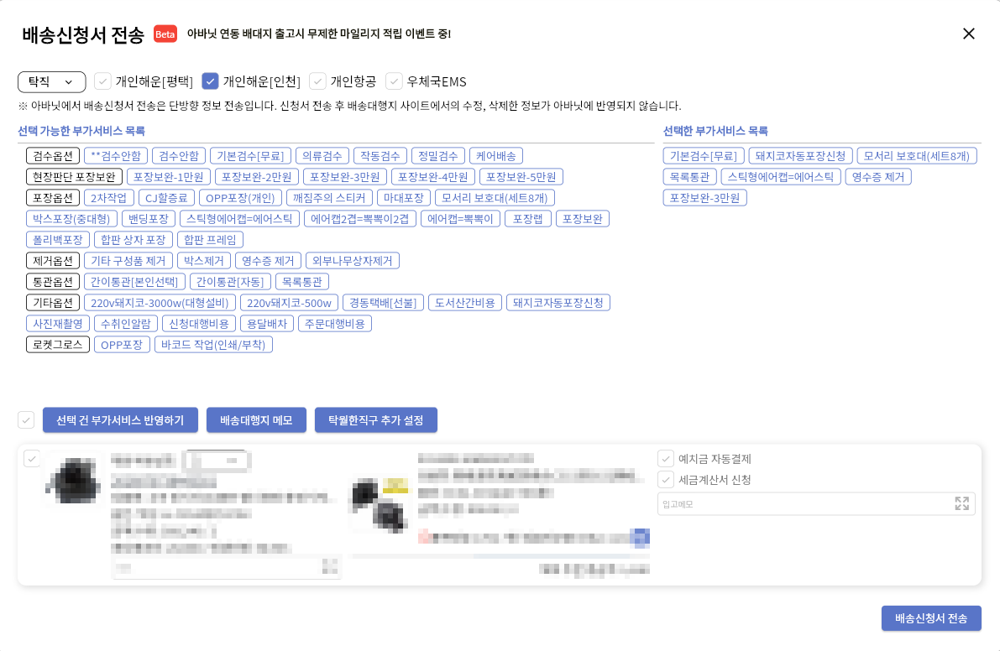 배송신청서 전송 Beta 아바닛 연동 배대지 출고시 무제한 마일리지 적립 이벤트 중!
탁직 개인해운[평택] 개인해운[인천] 개인항공 우체국EMS
※ 아바닛에서 배송신청서 전송은 단방향 정보 전송입니다. 신청서 전송 후 배송대행지 사이트에서의 수정, 삭제한 정보가 아바닛에 반영되지 않습니다.
선택 가능한 부가서비스 목록
검수옵션 **검수안함 검수안함 기본검수[무료] 의류검수 작동검수 정밀검수 케어배송
현장판단 포장보완 포장보완-1만원 포장보완-2만원 포장보완-3만원 포장보완-4만원 포장보완-5만원
포장옵션 2차작업 CJ할증료 OPP포장(개인) 깨짐주의 스티커 마대포장 모서리 보호대(세트8개)
박스포장(중대형) 밴딩포장 스틱형에어캡=에어스틱 에어캡2겹=뽁뽁이2겹 에어캡=뽁뽁이 포장랩 포장보완
폴리백포장 합판 상자 포장 합판 프레임
제거옵션 기타 구성품 제거 박스제거 영수증 제거 외부나무상자제거
통관옵션 간이통관[본인선택] 간이통관[자동] 목록통관
기타옵션 220v돼지코-3000w(대형설비) 220v돼지코-500w 경동택배[선불] 도서산간비용 돼지코자동포장신청
사진재촬영 수취인알람 신청대행비용 용달배차 주문대행비용
로켓그로스 OPP포장 바코드 작업(인쇄/부착)
선택한 부가서비스 목록
기본검수[무료] 돼지코자동포장신청 모서리 보호대(세트8개)
목록통관 스틱형에어캡=에어스틱 영수증 제거
포장보완-3만원
선택 건 부가서비스 반영하기 배송대행지 메모 탁월한직구 추가 설정
예치금 자동결제
세금계산서 신청
입고메모
배송신청서 전송